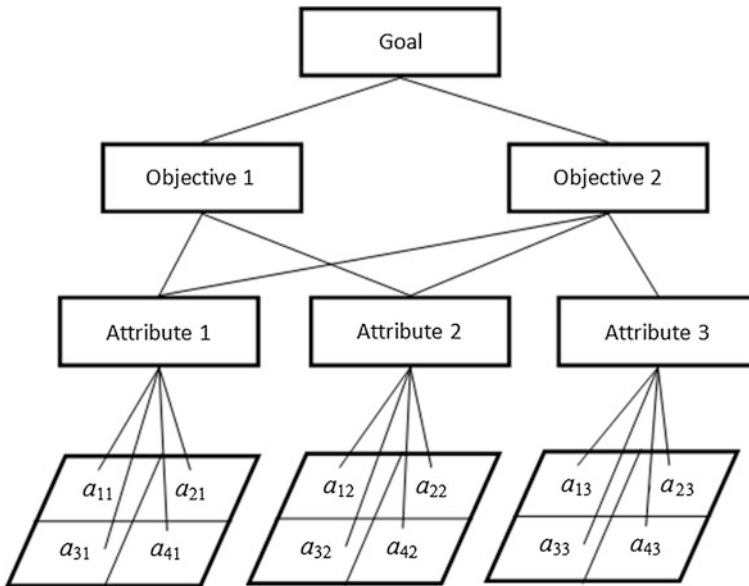 Goal
Objective 1 Objective 2
Attribute 1 Attribute 2 Attribute 3
a₁₁ a₂₁ a₁₂ a₂₂ a₁₃ a₂₃
a₃₁ a₄₁ a₃₂ a₄₂ a₃₃ a₄₃